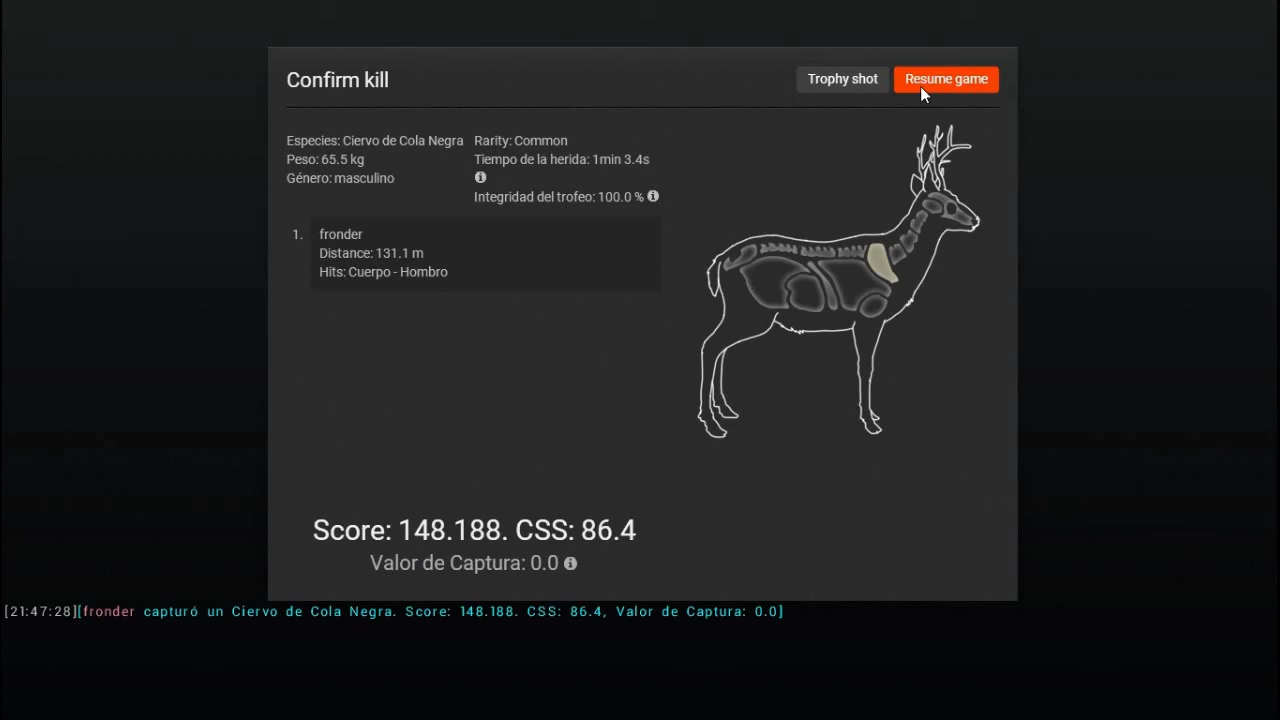 Confirm kill
Trophy shot
Resume game
Especies: Ciervo de Cola Negra
Peso: 65.5 kg
Género: masculino
Rarity: Common
Tiempo de la herida: 1min 3.4s
Integridad del trofeo: 100.0 %
1.
fronder
Distance: 131.1 m
Hits: Cuerpo - Hombro
Score: 148.188. CSS: 86.4
Valor de Captura: 0.0
[21:47:28][fronder capturó un Ciervo de Cola Negra. Score: 148.188. CSS: 86.4, Valor de Captura: 0.0]